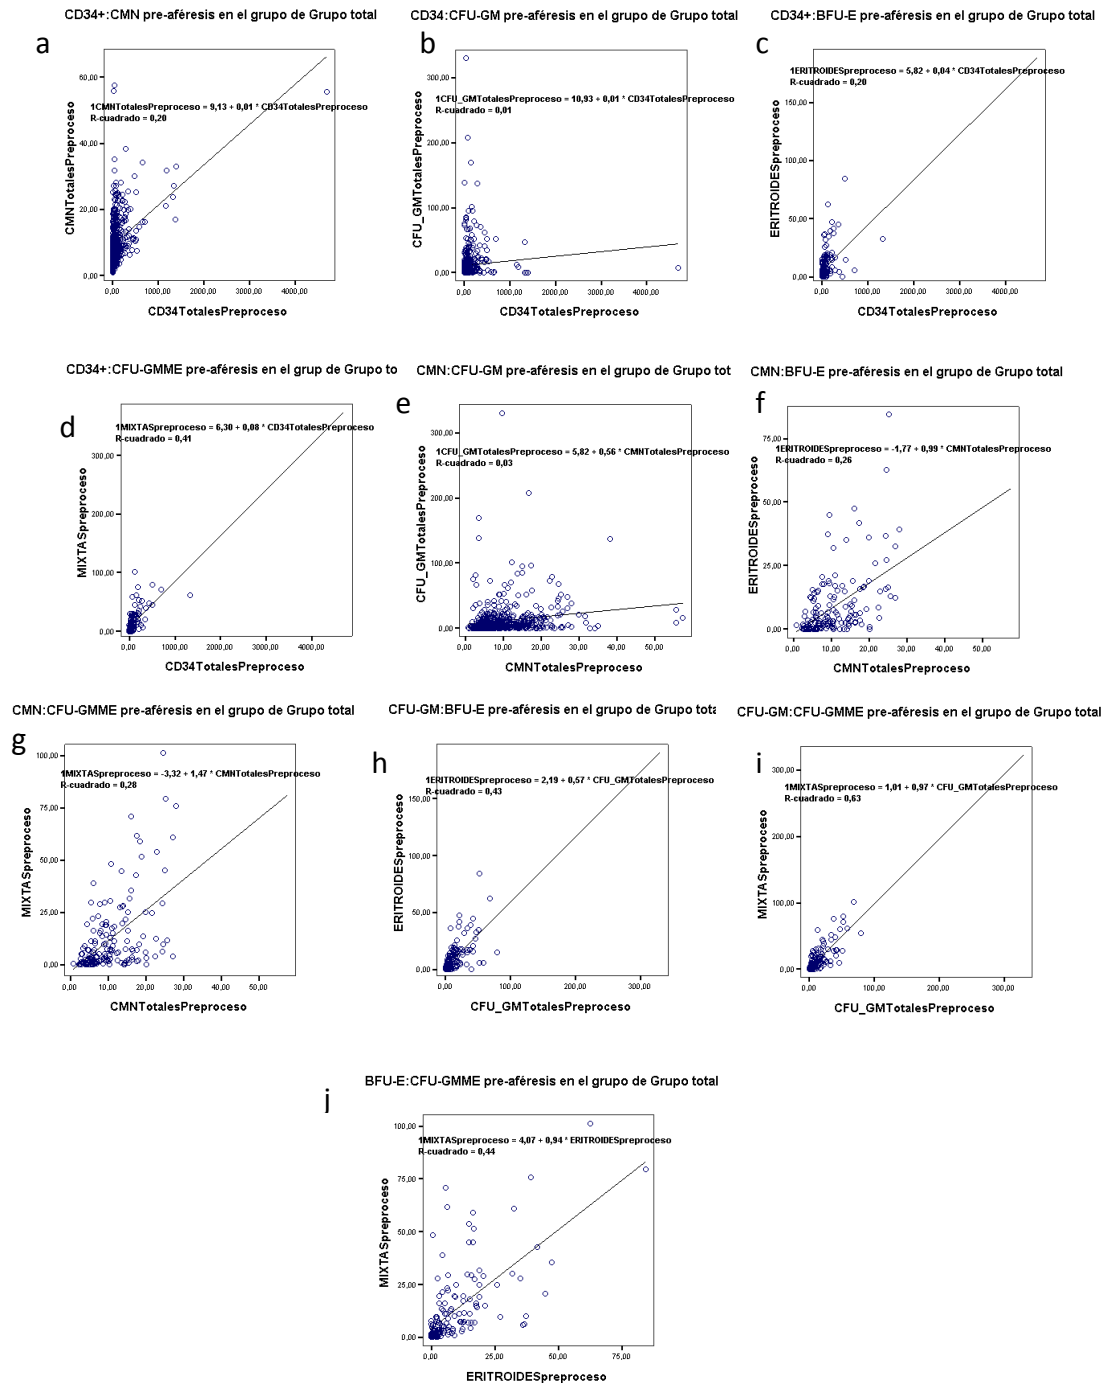 CD34+:CMN pre-aféresis en el grupo de Grupo total
a
60,00
40,00
20,00
0,00
CMNTotalesPreproceso
1CMNTotalesPreproceso = 9,13 + 0,01 * CD34TotalesPreproceso
R-cuadrado = 0,20
0,00 1000,00 2000,00 3000,00 4000,00
CD34TotalesPreproceso
CD34:CFU-GM pre-aféresis en el grupo de Grupo total
b
300,00
200,00
100,00
0,00
CFU_GMTotalesPreproceso
1CFU_GMTotalesPreproceso = 10,93 + 0,01 * CD34TotalesPreproceso
R-cuadrado = 0,01
0,00 1000,00 2000,00 3000,00 4000,00
CD34TotalesPreproceso
CD34+:BFU-E pre-aféresis en el grupo de Grupo total
c
150,00
100,00
50,00
0,00
ERITROIDESpreproceso
1ERITROIDESpreproceso = 5,82 + 0,04 * CD34TotalesPreproceso
R-cuadrado = 0,20
0,00 1000,00 2000,00 3000,00 4000,00
CD34TotalesPreproceso
CD34+:CFU-GMME pre-aféresis en el grup de Grupo to
d
300,00
200,00
100,00
0,00
MIXTASpreproceso
1MIXTASpreproceso = 6,30 + 0,08 * CD34TotalesPreproceso
R-cuadrado = 0,41
0,00 1000,00 2000,00 3000,00 4000,00
CD34TotalesPreproceso
CMN:CFU-GM pre-aféresis en el grupo de Grupo tot
e
300,00
200,00
100,00
0,00
CFU_GMTotalesPreproceso
1CFU_GMTotalesPreproceso = 5,82 + 0,56 * CMNTotalesPreproceso
R-cuadrado = 0,03
0,00 10,00 20,00 30,00 40,00 50,00
CMNTotalesPreproceso
CMN:BFU-E pre-aféresis en el grupo de Grupo total
f
75,00
50,00
25,00
0,00
ERITROIDESpreproceso
1ERITROIDESpreproceso = -1,77 + 0,99 * CMNTotalesPreproceso
R-cuadrado = 0,26
0,00 10,00 20,00 30,00 40,00 50,00
CMNTotalesPreproceso
CMN:CFU-GMME pre-aféresis en el grupo de Grupo total
g
100,00
75,00
50,00
25,00
0,00
MIXTASpreproceso
1MIXTASpreproceso = -3,32 + 1,47 * CMNTotalesPreproceso
R-cuadrado = 0,28
0,00 10,00 20,00 30,00 40,00 50,00
CMNTotalesPreproceso
CFU-GM:BFU-E pre-aféresis en el grupo de Grupo tota
h
150,00
100,00
50,00
0,00
ERITROIDESpreproceso
1ERITROIDESpreproceso = 2,19 + 0,57 * CFU_GMTotalesPreproceso
R-cuadrado = 0,43
0,00 100,00 200,00 300,00
CFU_GMTotalesPreproceso
CFU-GM:CFU-GMME pre-aféresis en el grupo de Grupo total
i
300,00
200,00
100,00
0,00
MIXTASpreproceso
1MIXTASpreproceso = 1,01 + 0,97 * CFU_GMTotalesPreproceso
R-cuadrado = 0,63
0,00 100,00 200,00 300,00
CFU_GMTotalesPreproceso
BFU-E:CFU-GMME pre-aféresis en el grupo de Grupo total
j
100,00
75,00
50,00
25,00
0,00
MIXTASpreproceso
1MIXTASpreproceso = 4,07 + 0,94 * ERITROIDESpreproceso
R-cuadrado = 0,44
0,00 25,00 50,00 75,00
ERITROIDESpreproceso